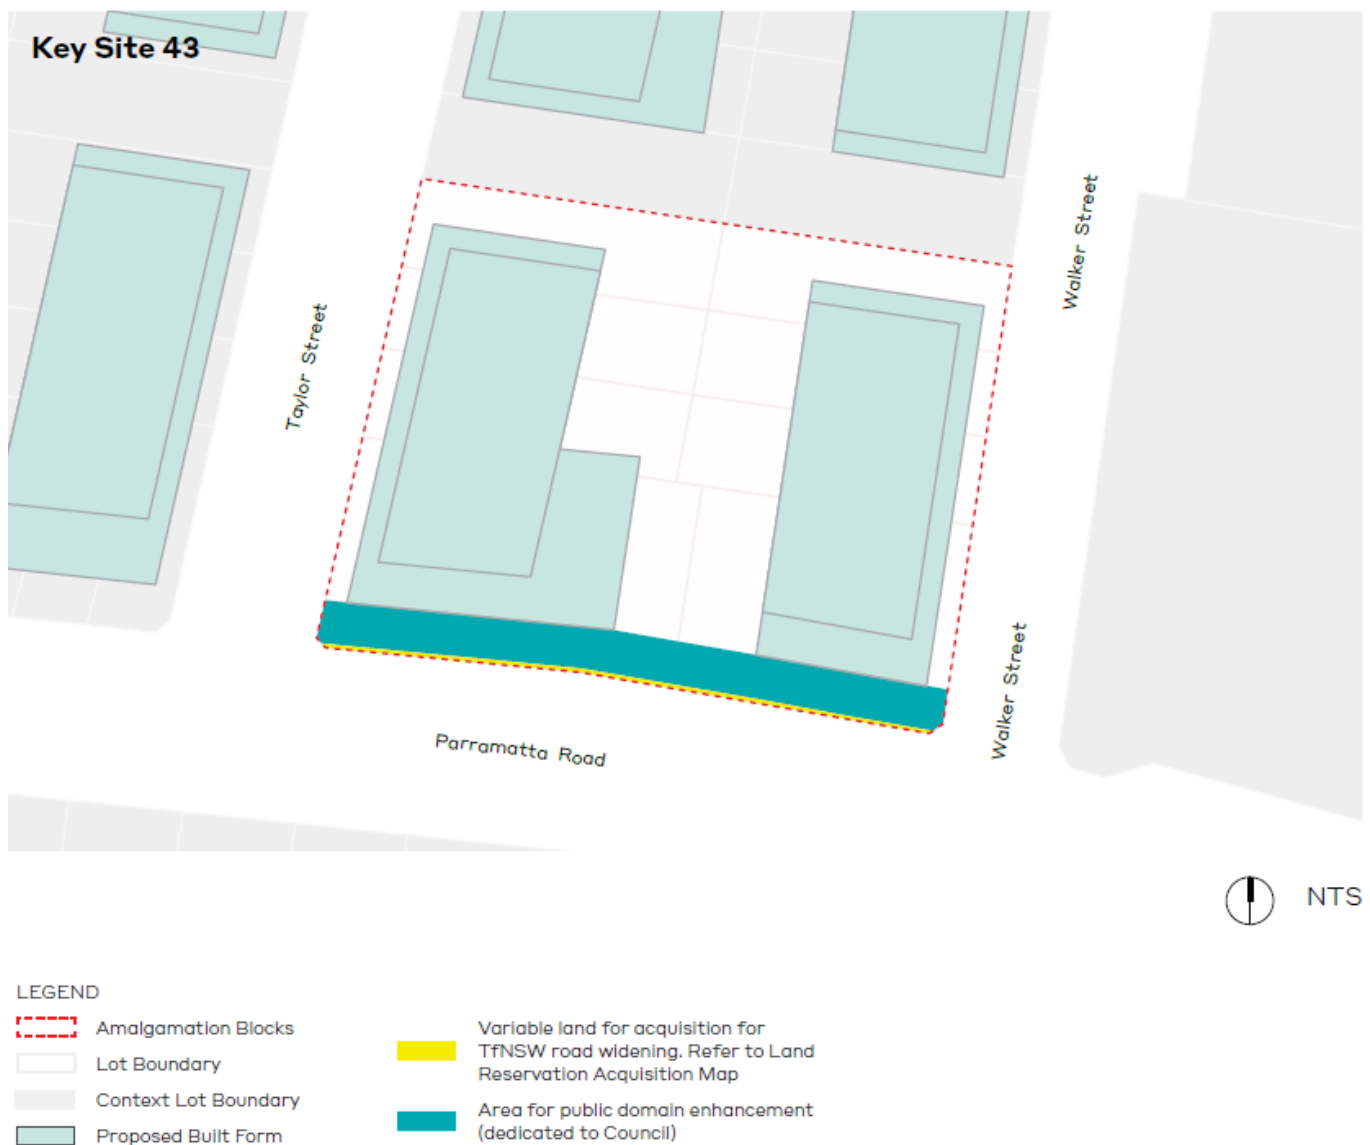 Key Site 43
Walker Street
Taylor Street
Walker Street
Parramatta Road
NTS
LEGEND
Amalgamation Blocks
Lot Boundary
Context Lot Boundary
Proposed Built Form
Variable land for acquisition for
TfNSW road widening. Refer to Land
Reservation Acquisition Map
Area for public domain enhancement
(dedicated to Council)